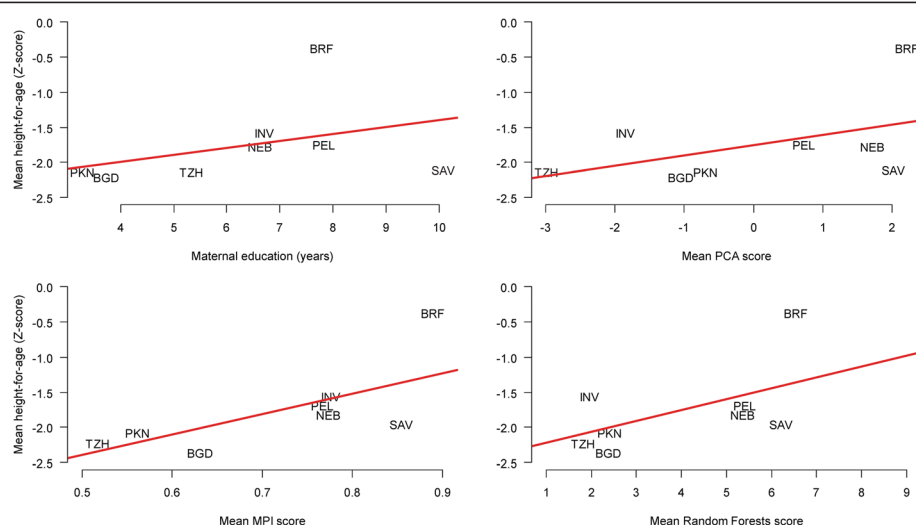 0.0
-0.5
-1.0
-1.5
-2.0
-2.5
Mean height-for-age (Z-score)
BRF
INV
NEB
PEL
PKN
BGD
TZH
SAV
4 5 6 7 8 9 10
Maternal education (years)
0.0
-0.5
-1.0
-1.5
-2.0
-2.5
BRF
INV
PEL
NEB
TZH
BGD
PKN
SAV
-3 -2 -1 0 1 2
Mean PCA score
0.0
-0.5
-1.0
-1.5
-2.0
-2.5
Mean height-for-age (Z-score)
BRF
INV
PEL
NEB
SAV
PKN
TZH
BGD
0.5 0.6 0.7 0.8 0.9
Mean MPI score
0.0
-0.5
-1.0
-1.5
-2.0
-2.5
BRF
INV
PEL
NEB
SAV
PKN
TZH
BGD
1 2 3 4 5 6 7 8 9
Mean Random Forests score